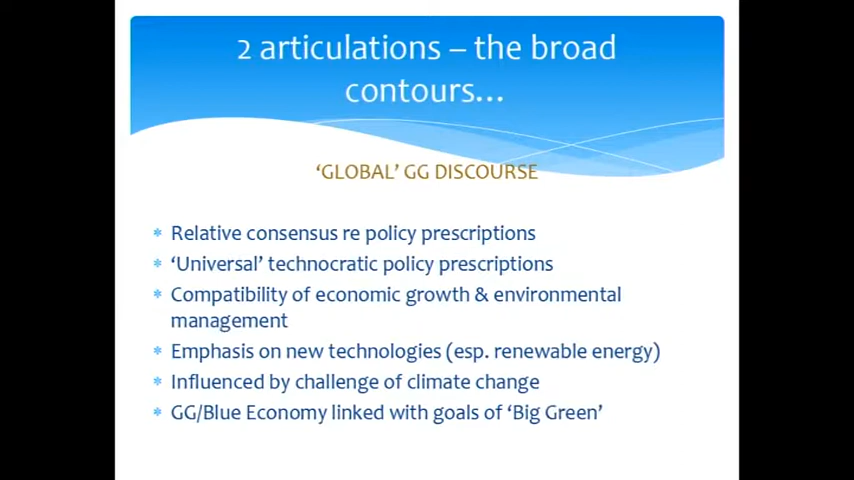 2 articulations – the broad
contours…
‘GLOBAL’ GG DISCOURSE
* Relative consensus re policy prescriptions
* ‘Universal’ technocratic policy prescriptions
* Compatibility of economic growth & environmental
management
* Emphasis on new technologies (esp. renewable energy)
* Influenced by challenge of climate change
* GG/Blue Economy linked with goals of ‘Big Green’